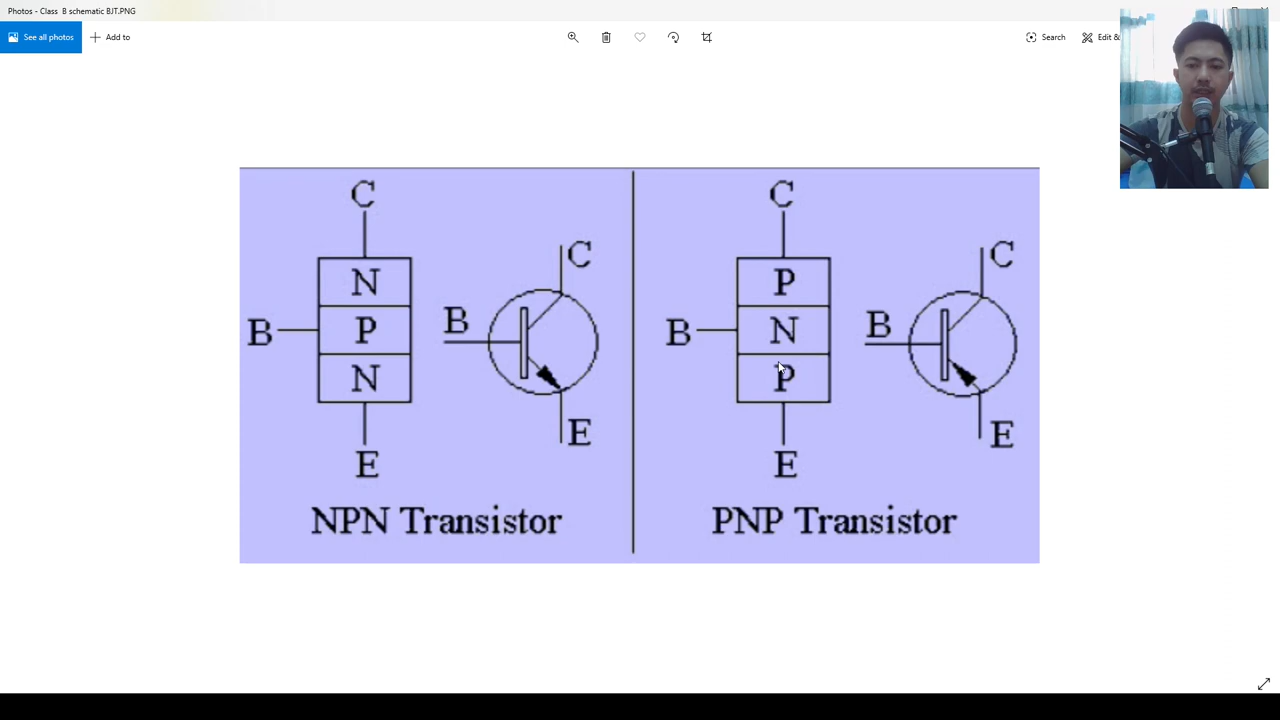 Photos - Class B schematic BJT.PNG
See all photos
Add to
Search
Edit &
C
N
P
N
B
E
C
B
E
NPN Transistor
C
P
N
P
B
E
C
B
E
PNP Transistor